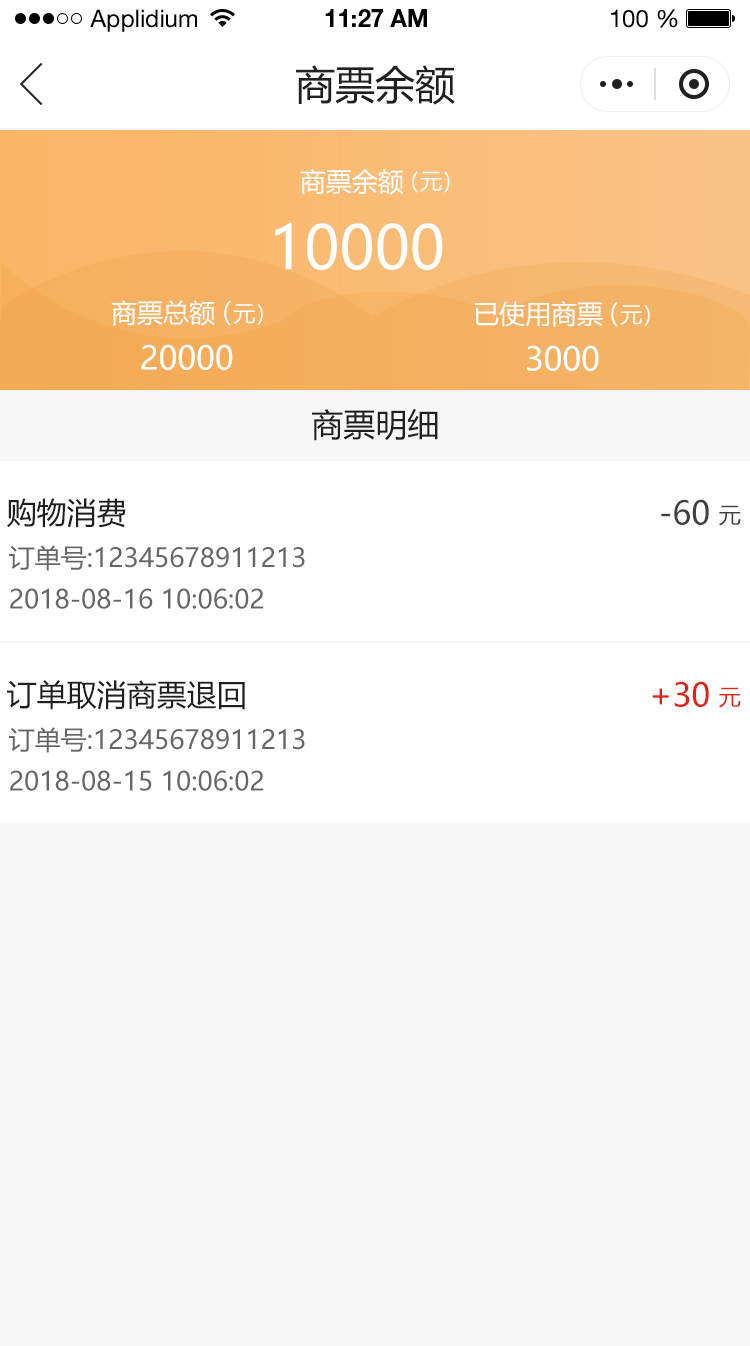 Applidium 11:27 AM 100 %
商票余额
商票余额(元)
10000
商票总额(元) 已使用商票(元)
20000 3000
商票明细
购物消费 -60 元
订单号:12345678911213
2018-08-16 10:06:02
订单取消商票退回 +30 元
订单号:12345678911213
2018-08-15 10:06:02